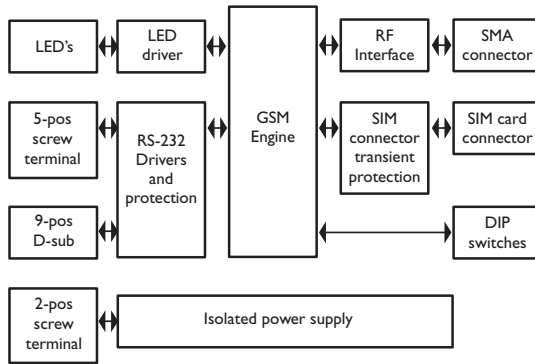 LED's
LED
driver
GSM
Engine
RF
Interface
SMA
connector
5-pos
screw
terminal
RS-232
Drivers
and
protection
SIM
connector
transient
protection
SIM card
connector
9-pos
D-sub
DIP
switches
2-pos
screw
terminal
Isolated power supply